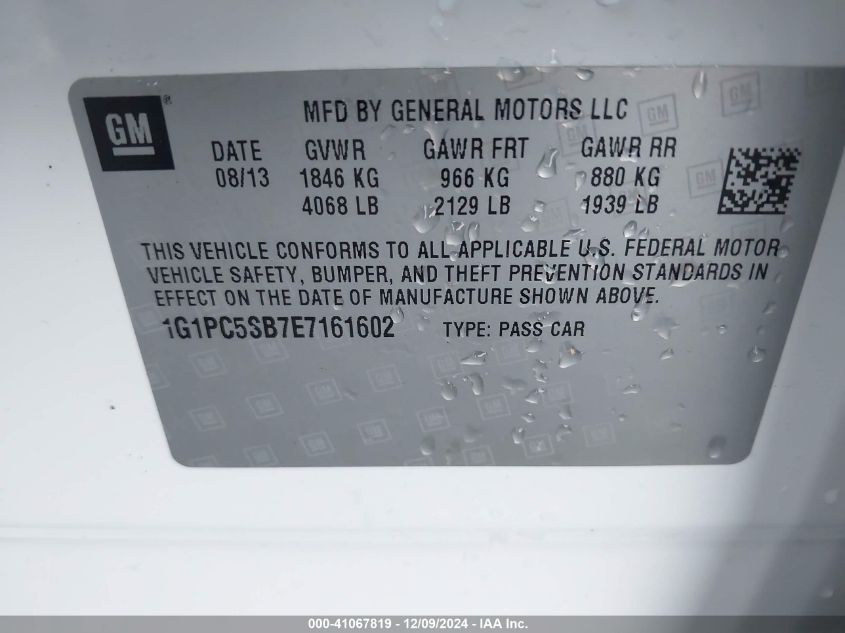 GM ®
MFD BY GENERAL MOTORS LLC
DATE GVWR GAWR FRT GAWR RR
08/13 1846 KG 966 KG 880 KG
4068 LB 2129 LB 1939 LB
THIS VEHICLE CONFORMS TO ALL APPLICABLE U.S. FEDERAL MOTOR
VEHICLE SAFETY, BUMPER, AND THEFT PREVENTION STANDARDS IN
EFFECT ON THE DATE OF MANUFACTURE SHOWN ABOVE.
1G1PC5SB7E7161602 TYPE: PASS CAR
000-41067819 / 12/09/2024 - IAA Inc.